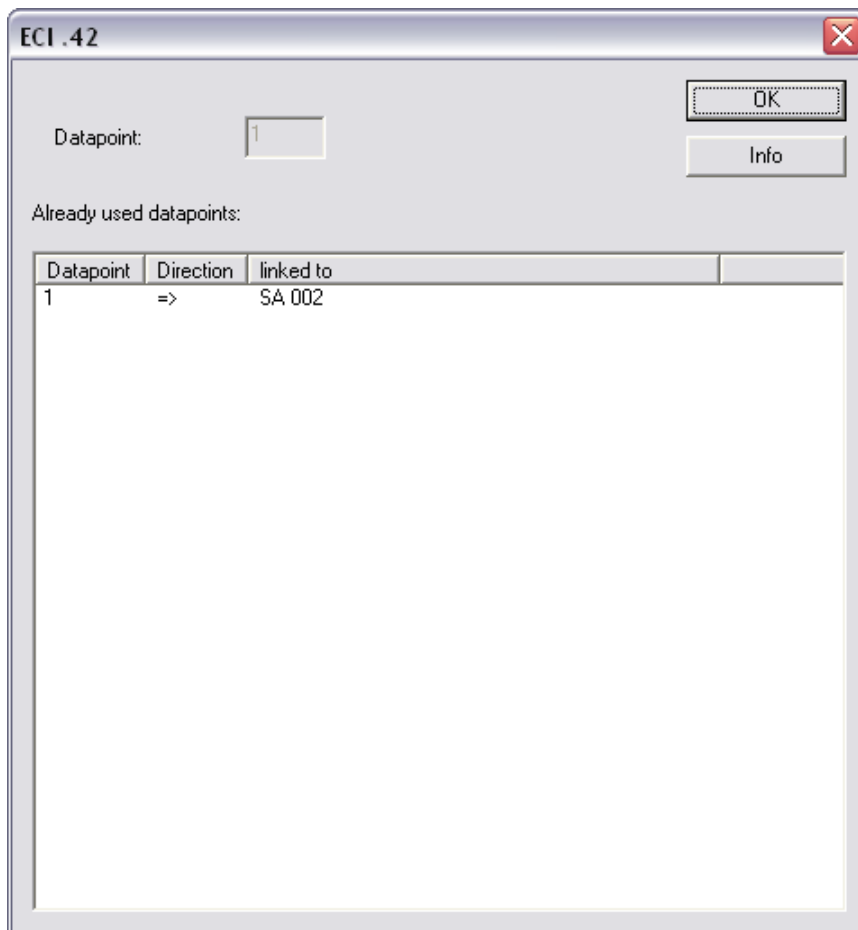 ECI .42
OK
Datapoint: 1
Info
Already used datapoints:
Datapoint Direction linked to
1 => SA 002